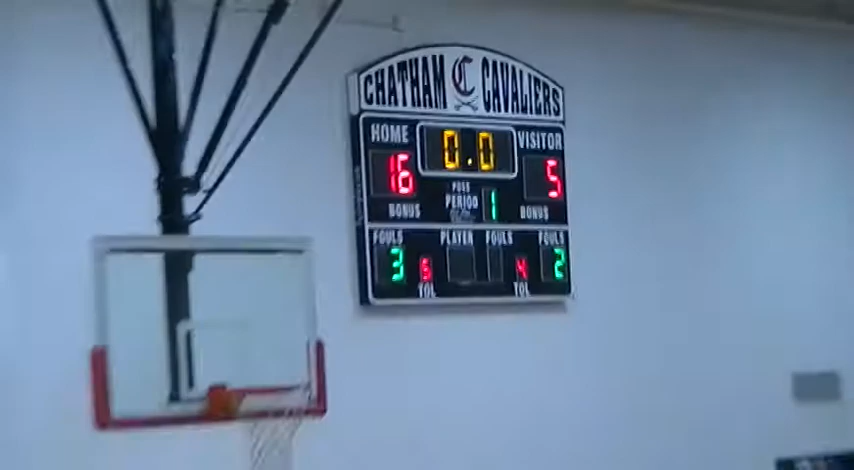 CHATHAM C CAVALIERS
HOME 0.0 VISITOR
16 5
POSS
PERIOD 1
BONUS BONUS
FOULS PLAYER FOULS FOULS
3 5 4 2
TOL TOL